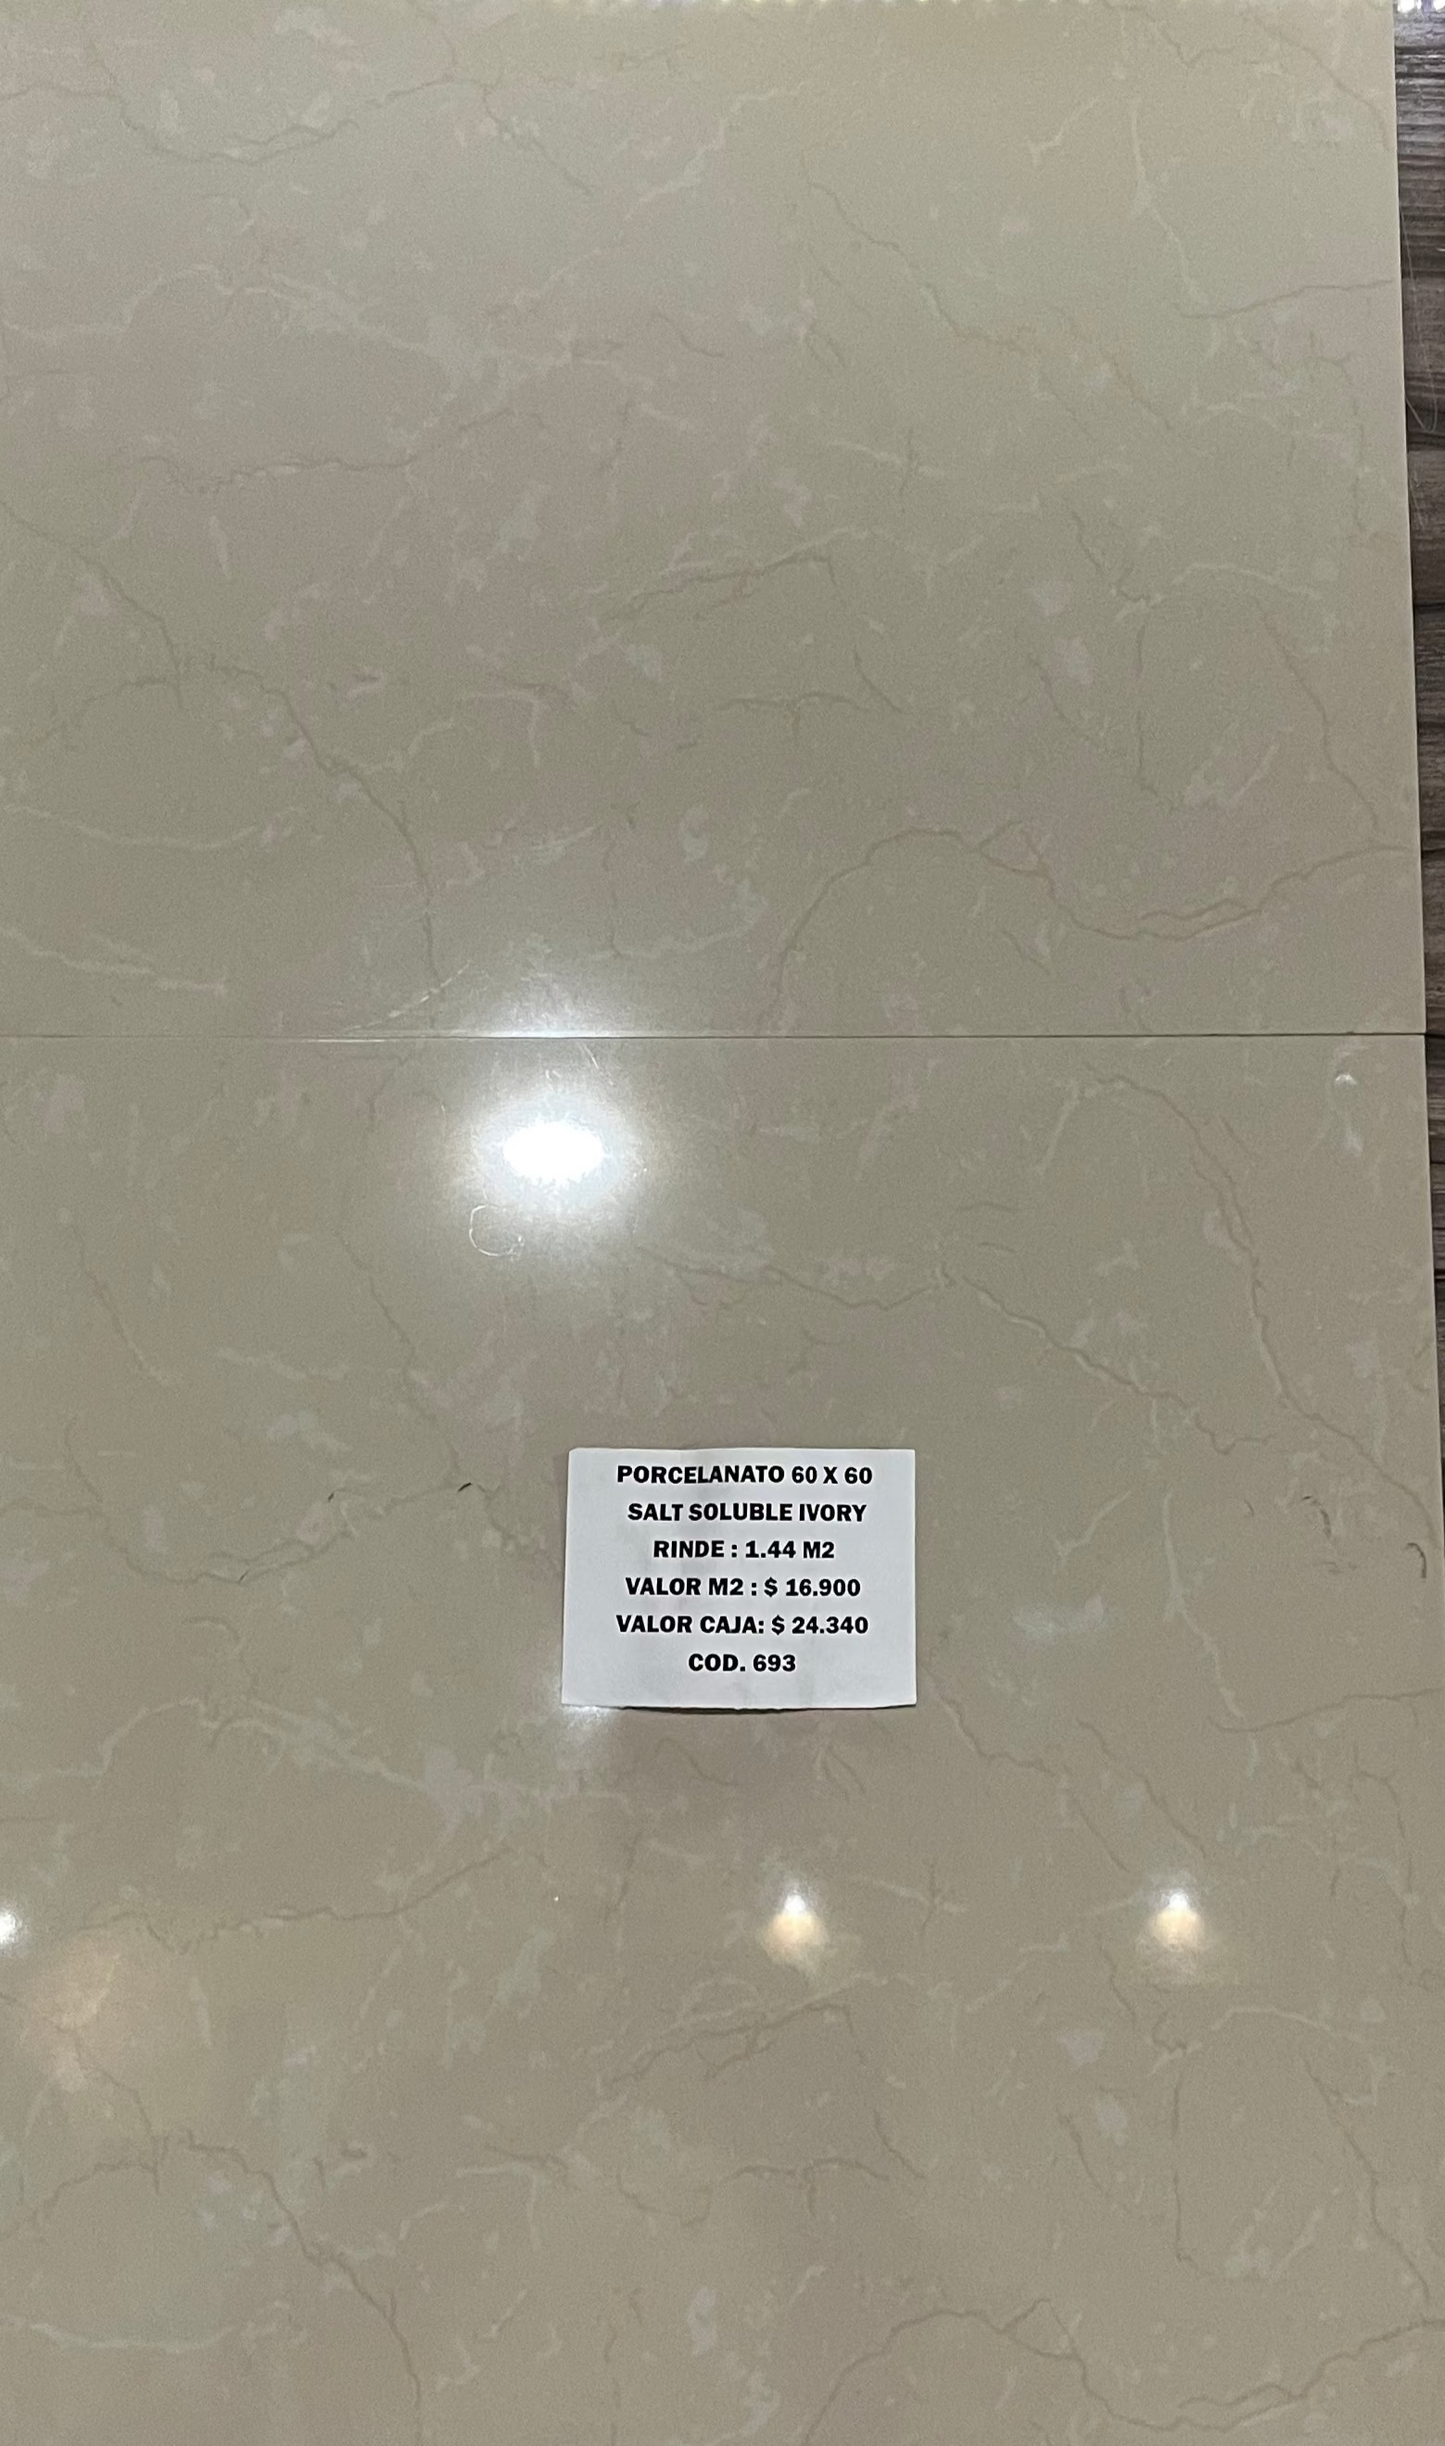 PORCELANATO 60 X 60
SALT SOLUBLE IVORY
RINDE : 1.44 M2
VALOR M2 : $ 16.900
VALOR CAJA: $ 24.340
COD. 693